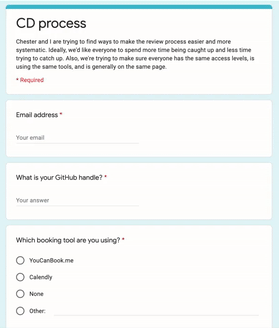 CD process
Chester and I are trying to find ways to make the review process easier and more
systematic. Ideally, we'd like everyone to spend more time being caught up and less time
trying to catch up. Also, we're trying to make sure everyone has the same access levels, is
using the same tools, and is generally on the same page.
* Required
Email address *
Your email
What is your GitHub handle? *
Your answer
Which booking tool are you using? *
YouCanBook.me
Calendly
None
Other: